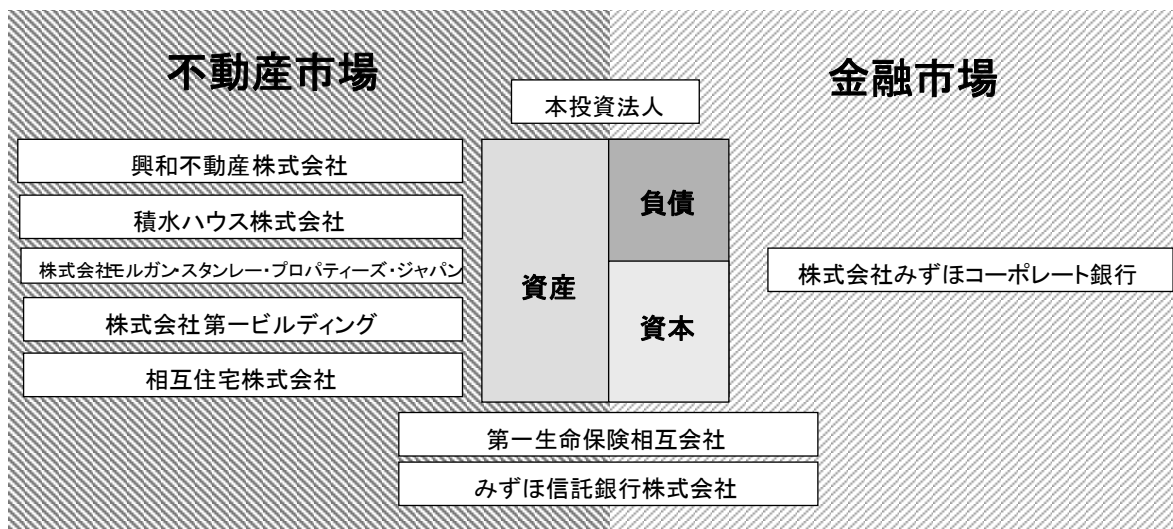 不動産市場
金融市場
本投資法人
興和不動産株式会社
積水ハウス株式会社
株式会社モルガン・スタンレー・プロパティーズ・ジャパン
株式会社第一ビルディング
相互住宅株式会社
資産
負債
資本
株式会社みずほコーポレート銀行
第一生命保険相互会社
みずほ信託銀行株式会社